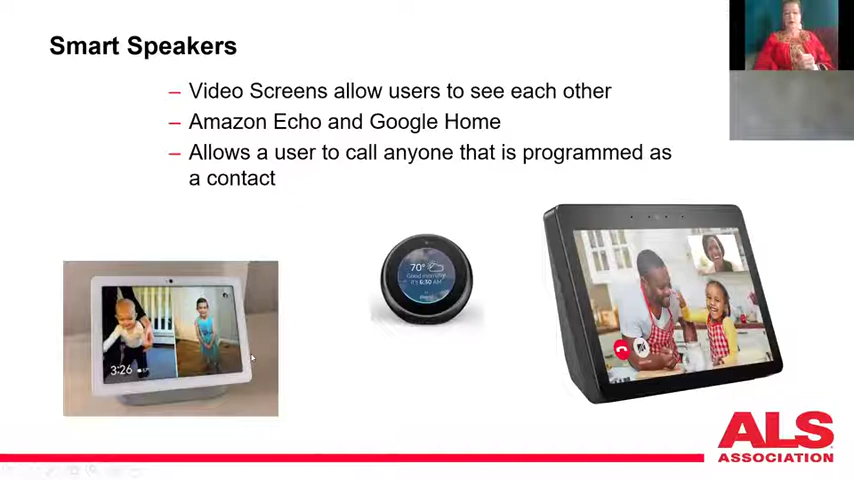 Smart Speakers
– Video Screens allow users to see each other
– Amazon Echo and Google Home
– Allows a user to call anyone that is programmed as
a contact
70°
Good morning
it's 6:30 AM
3:26
ALS
ASSOCIATION